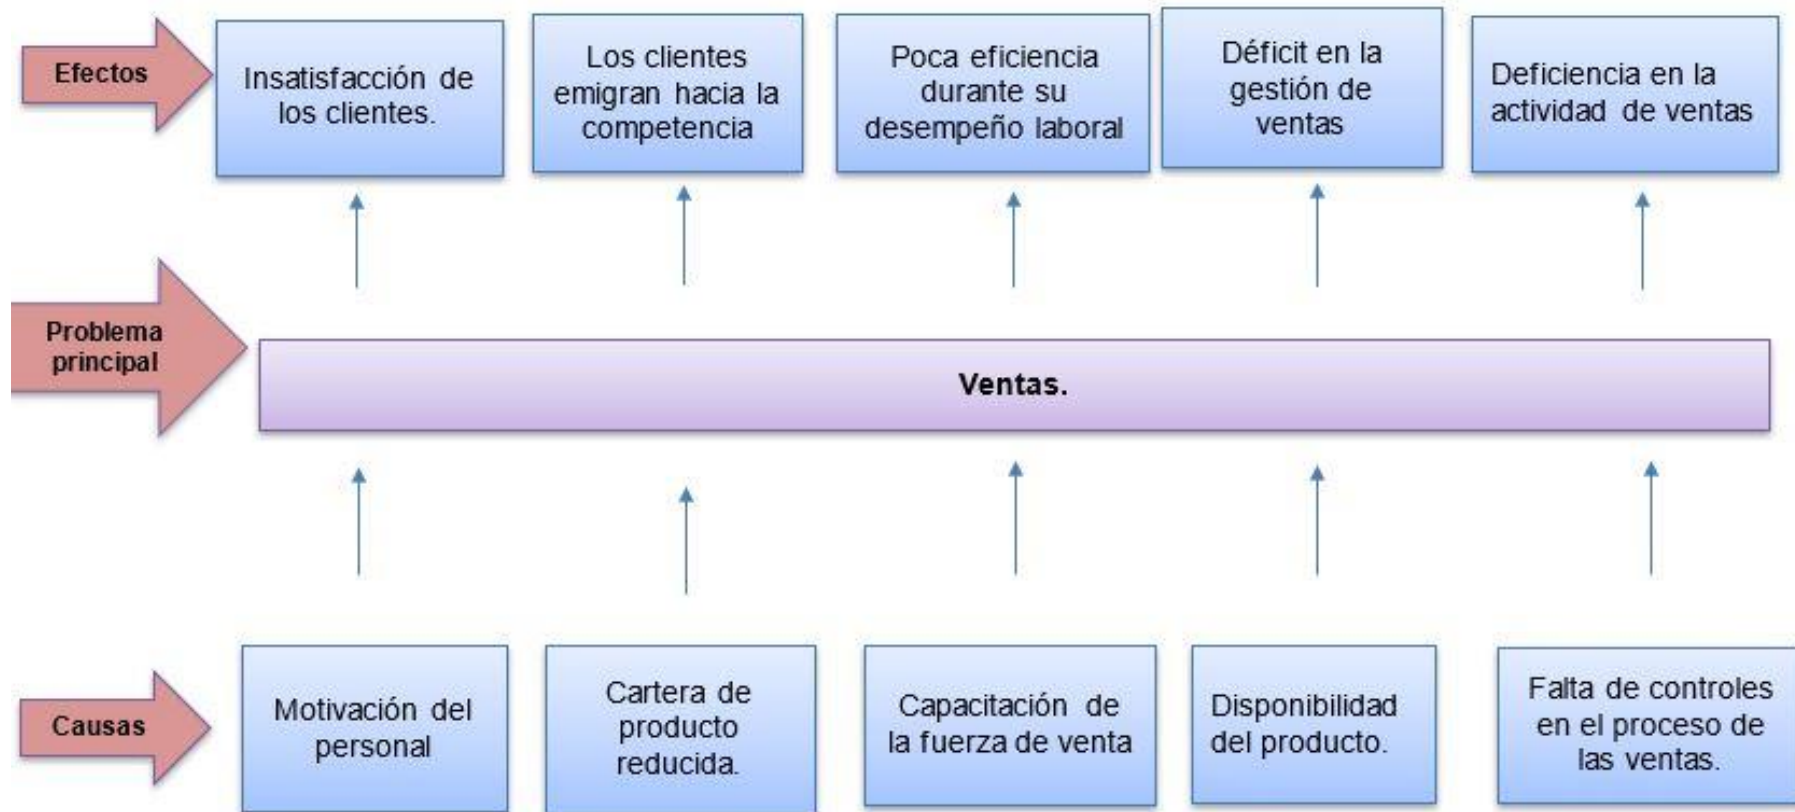 Efectos
Insatisfacción de
los clientes.
Los clientes
emigran hacia la
competencia
Poca eficiencia
durante su
desempeño laboral
Déficit en la
gestión de
ventas
Deficiencia en la
actividad de ventas
Problema
principal
Ventas.
Causas
Motivación del
personal
Cartera de
producto
reducida.
Capacitación de
la fuerza de venta
Disponibilidad
del producto.
Falta de controles
en el proceso de
las ventas.